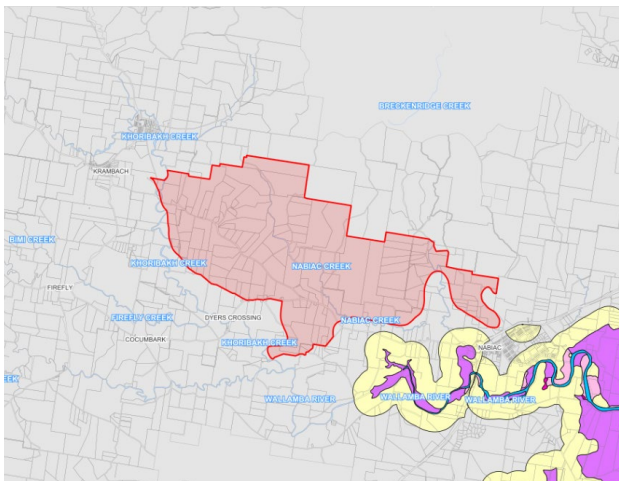 BRECKENRIDGE CREEK
KHORIBAKH CREEK
KRAMBACH
BIMI CREEK
KHORIBAKH CREEK
NABIAC CREEK
FIREFLY
FIREFLY CREEK
DYERS CROSSING
NABIAC CREEK
COCUMBARK
KHORIBAKH CREEK
NABIAC
EEK
WALLAMBA RIVER
WALLAMBA RIVER
WALLAMBA RIVER